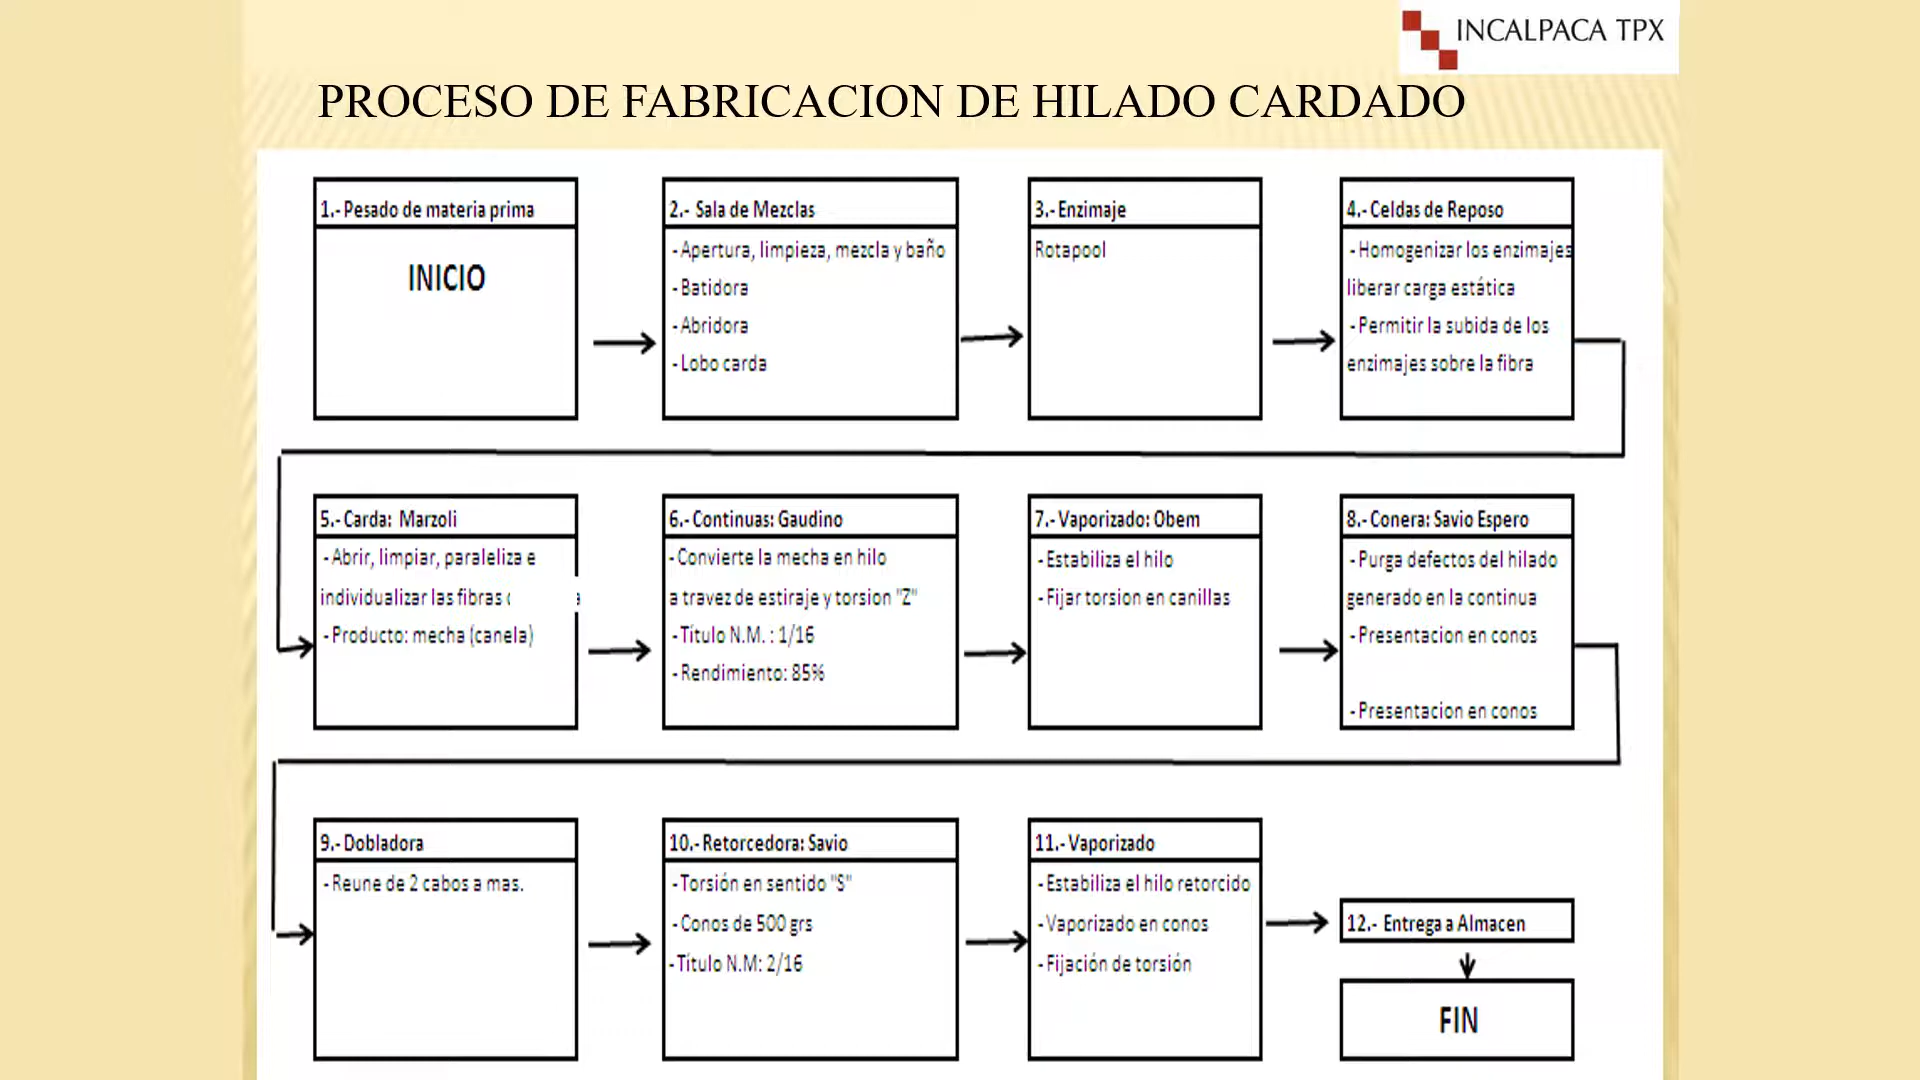 INCALPACA TPX
PROCESO DE FABRICACION DE HILADO CARDADO
1.- Pesado de materia prima
INICIO
2.- Sala de Mezclas
- Apertura, limpieza, mezcla y baño
- Batidora
- Abridora
- Lobo carda
3.- Enzimaje
Rotapool
4.- Celdas de Reposo
- Homogenizar los enzimajes
liberar carga estática
- Permitir la subida de los
enzimajes sobre la fibra
5.- Carda: Marzoli
- Abrir, limpiar, paraleliza e
individualizar las fibras
- Producto: mecha (canela)
6.- Continuas: Gaudino
- Convierte la mecha en hilo
a travez de estiraje y torsion "Z"
- Título N.M. : 1/16
- Rendimiento: 85%
7.- Vaporizado: Obem
- Estabiliza el hilo
- Fijar torsion en canillas
8.- Conera: Savio Espero
- Purga defectos del hilado
generado en la continua
- Presentacion en conos
- Presentacion en conos
9.- Dobladora
- Reune de 2 cabos a mas.
10.- Retorcedora: Savio
- Torsión en sentido "S"
- Conos de 500 grs
- Título N.M: 2/16
11.- Vaporizado
- Estabiliza el hilo retorcido
- Vaporizado en conos
- Fijación de torsión
12.- Entrega a Almacen
FIN